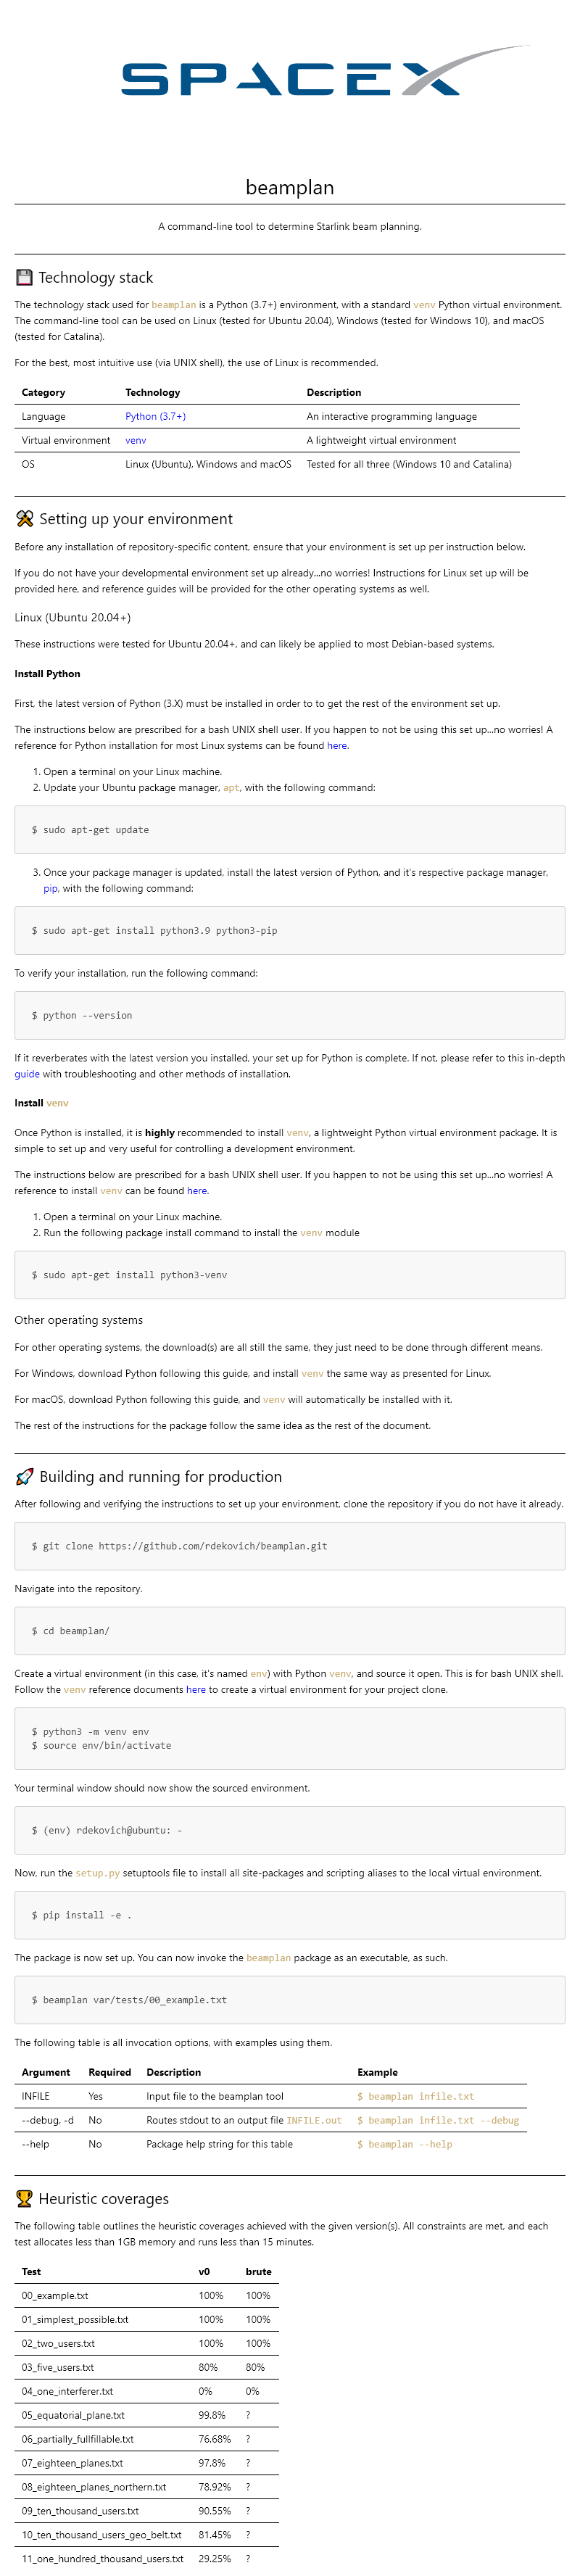 SPACEX
beamplan
A command-line tool to determine Starlink beam planning.
Technology stack
The technology stack used for beamplan is a Python (3.7+) environment, with a standard venv Python virtual environment.
The command-line tool can be used on Linux (tested for Ubuntu 20.04), Windows (tested for Windows 10), and macOS
(tested for Catalina).
For the best, most intuitive use (via UNIX shell), the use of Linux is recommended.
Category Technology Description
Language Python (3.7+) An interactive programming language
Virtual environment venv A lightweight virtual environment
OS Linux (Ubuntu), Windows and macOS Tested for all three (Windows 10 and Catalina)
Setting up your environment
Before any installation of repository-specific content, ensure that your environment is set up per instruction below.
If you do not have your developmental environment set up already...no worries! Instructions for Linux set up will be
provided here, and reference guides will be provided for the other operating systems as well.
Linux (Ubuntu 20.04+)
These instructions were tested for Ubuntu 20.04+, and can likely be applied to most Debian-based systems.
Install Python
First, the latest version of Python (3.X) must be installed in order to to get the rest of the environment set up.
The instructions below are prescribed for a bash UNIX shell user. If you happen to not be using this set up...no worries! A
reference for Python installation for most Linux systems can be found here.
1. Open a terminal on your Linux machine.
2. Update your Ubuntu package manager, apt, with the following command:
$ sudo apt-get update
3. Once your package manager is updated, install the latest version of Python, and it's respective package manager,
pip, with the following command:
$ sudo apt-get install python3.9 python3-pip
To verify your installation, run the following command:
$ python --version
If it reverberates with the latest version you installed, your set up for Python is complete. If not, please refer to this in-depth
guide with troubleshooting and other methods of installation.
Install venv
Once Python is installed, it is highly recommended to install venv, a lightweight Python virtual environment package. It is
simple to set up and very useful for controlling a development environment.
The instructions below are prescribed for a bash UNIX shell user. If you happen to not be using this set up...no worries! A
reference to install venv can be found here.
1. Open a terminal on your Linux machine.
2. Run the following package install command to install the venv module
$ sudo apt-get install python3-venv
Other operating systems
For other operating systems, the download(s) are all still the same, they just need to be done through different means.
For Windows, download Python following this guide, and install venv the same way as presented for Linux.
For macOS, download Python following this guide, and venv will automatically be installed with it.
The rest of the instructions for the package follow the same idea as the rest of the document.
Building and running for production
After following and verifying the instructions to set up your environment, clone the repository if you do not have it already.
$ git clone https://github.com/rdekovich/beamplan.git
Navigate into the repository.
$ cd beamplan/
Create a virtual environment (in this case, it's named env) with Python venv, and source it open. This is for bash UNIX shell.
Follow the venv reference documents here to create a virtual environment for your project clone.
$ python3 -m venv env
$ source env/bin/activate
Your terminal window should now show the sourced environment.
$ (env) rdekovich@ubuntu: -
Now, run the setup.py setuptools file to install all site-packages and scripting aliases to the local virtual environment.
$ pip install -e .
The package is now set up. You can now invoke the beamplan package as an executable, as such.
$ beamplan var/tests/00_example.txt
The following table is all invocation options, with examples using them.
Argument Required Description Example
INFILE Yes Input file to the beamplan tool $ beamplan infile.txt
--debug, -d No Routes stdout to an output file INFILE.out $ beamplan infile.txt --debug
--help No Package help string for this table $ beamplan --help
Heuristic coverages
The following table outlines the heuristic coverages achieved with the given version(s). All constraints are met, and each
test allocates less than 1GB memory and runs less than 15 minutes.
Test v0 brute
00_example.txt 100% 100%
01_simplest_possible.txt 100% 100%
02_two_users.txt 100% 100%
03_five_users.txt 80% 80%
04_one_interferer.txt 0% 0%
05_equatorial_plane.txt 99.8% ?
06_partially_fullfillable.txt 76.68% ?
07_eighteen_planes.txt 97.8% ?
08_eighteen_planes_northern.txt 78.92% ?
09_ten_thousand_users.txt 90.55% ?
10_ten_thousand_users_geo_belt.txt 81.45% ?
11_one_hundred_thousand_users.txt 29.25% ?